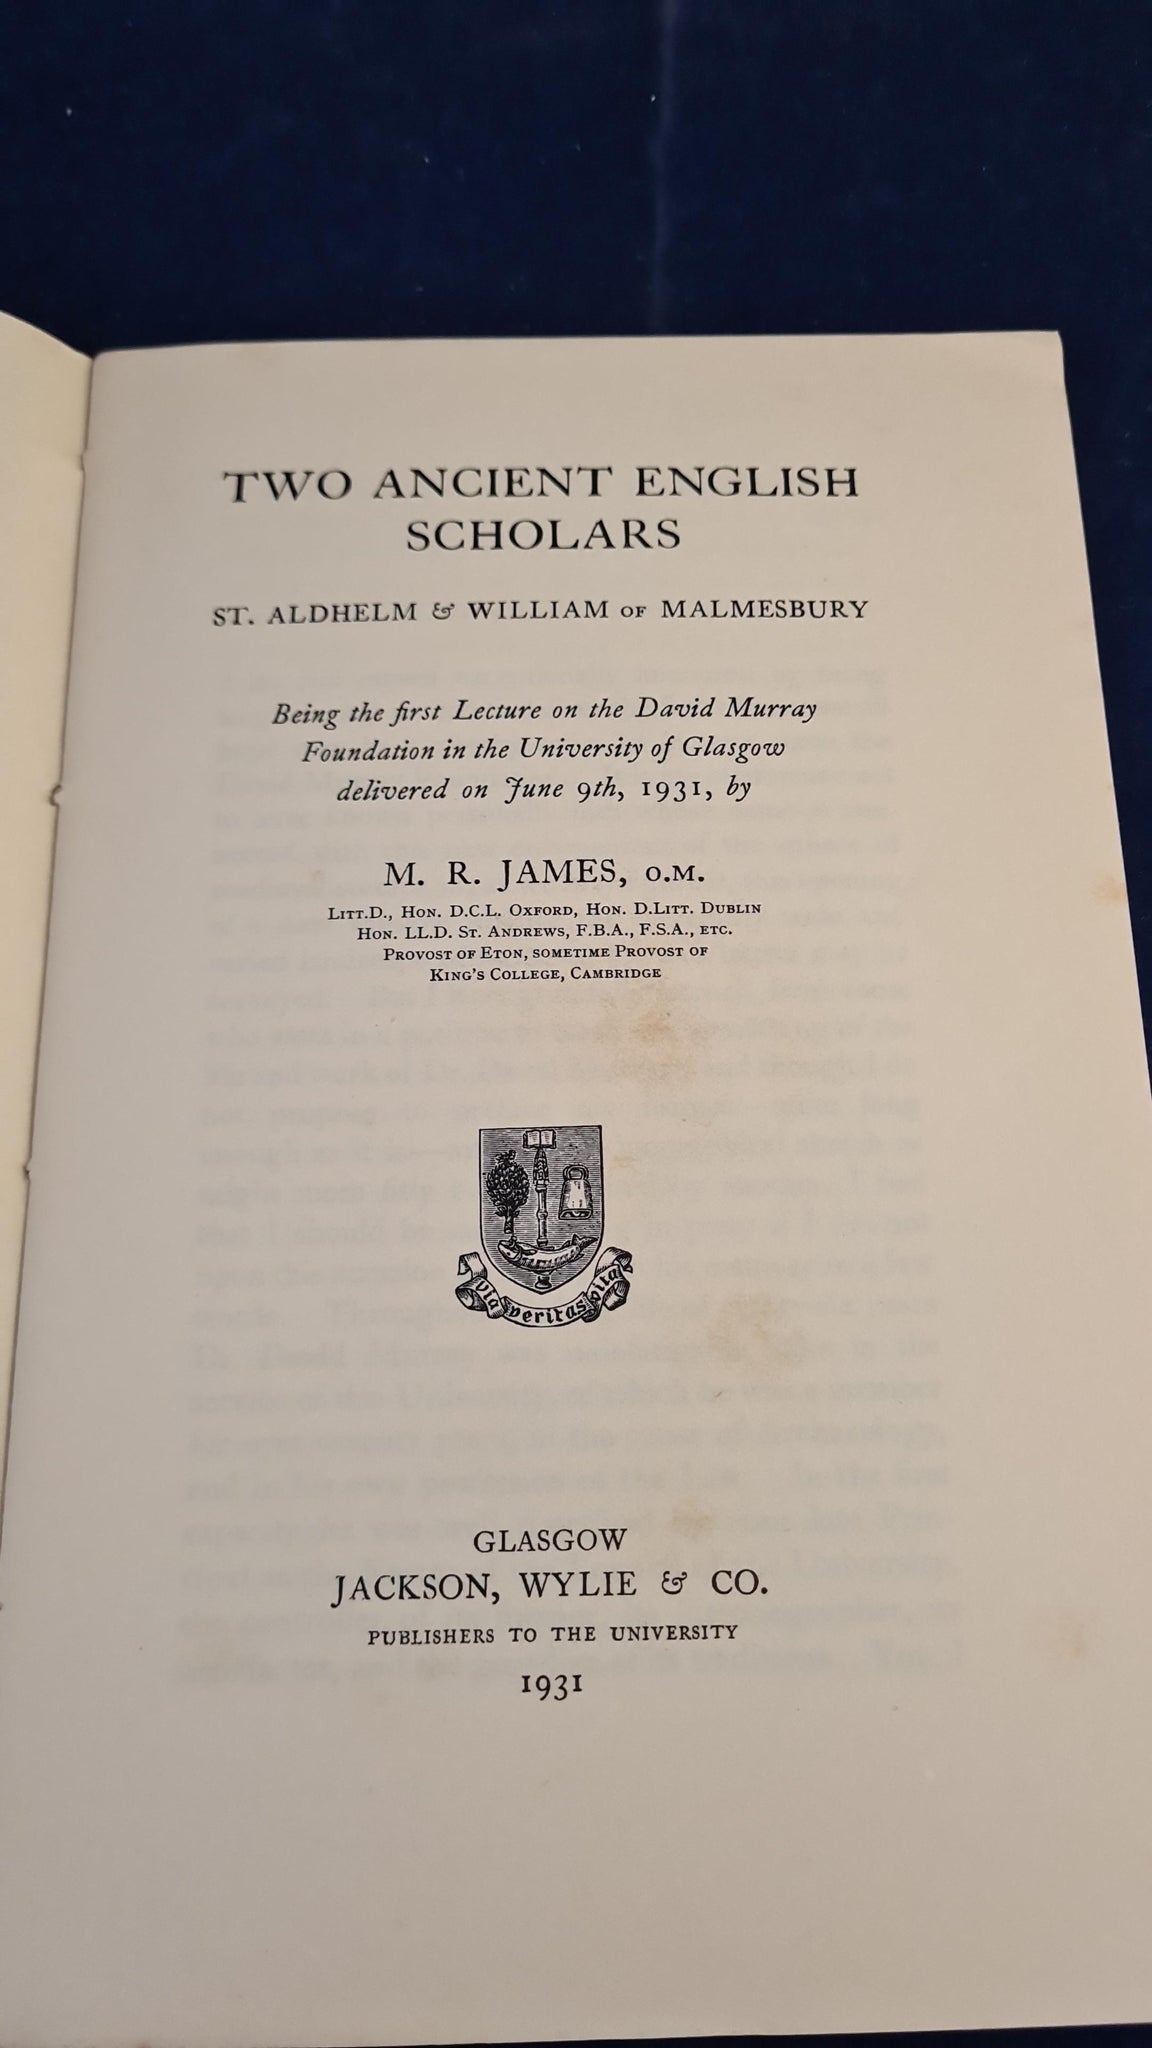 TWO ANCIENT ENGLISH
SCHOLARS
ST. ALDHELM & WILLIAM OF MALMESBURY
Being the first Lecture on the David Murray
Foundation in the University of Glasgow
delivered on June 9th, 1931, by
M. R. JAMES, O.M.
LITT.D., HON. D.C.L. OXFORD, HON. D.LITT. DUBLIN
HON. LL.D. ST. ANDREWS, F.B.A., F.S.A., ETC.
PROVOST OF ETON, SOMETIME PROVOST OF
KING'S COLLEGE, CAMBRIDGE
Via veritas vita
GLASGOW
JACKSON, WYLIE & CO.
PUBLISHERS TO THE UNIVERSITY
1931